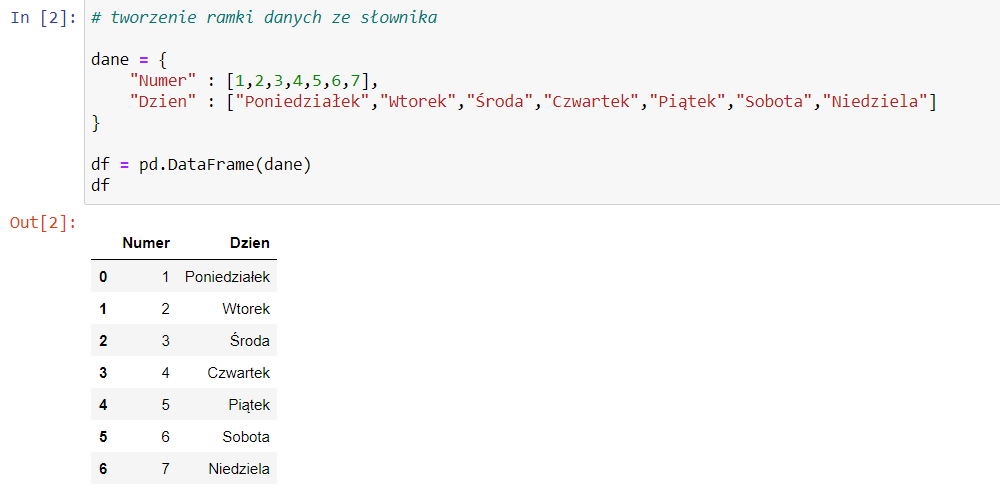 In [2]: # tworzenie ramki danych ze słownika
dane = {
"Numer" : [1,2,3,4,5,6,7],
"Dzien" : ["Poniedziałek","Wtorek","Środa","Czwartek","Piątek","Sobota","Niedziela"]
}
df = pd.DataFrame(dane)
df
Out[2]:
Numer Dzien
0 1 Poniedziałek
1 2 Wtorek
2 3 Środa
3 4 Czwartek
4 5 Piątek
5 6 Sobota
6 7 Niedziela